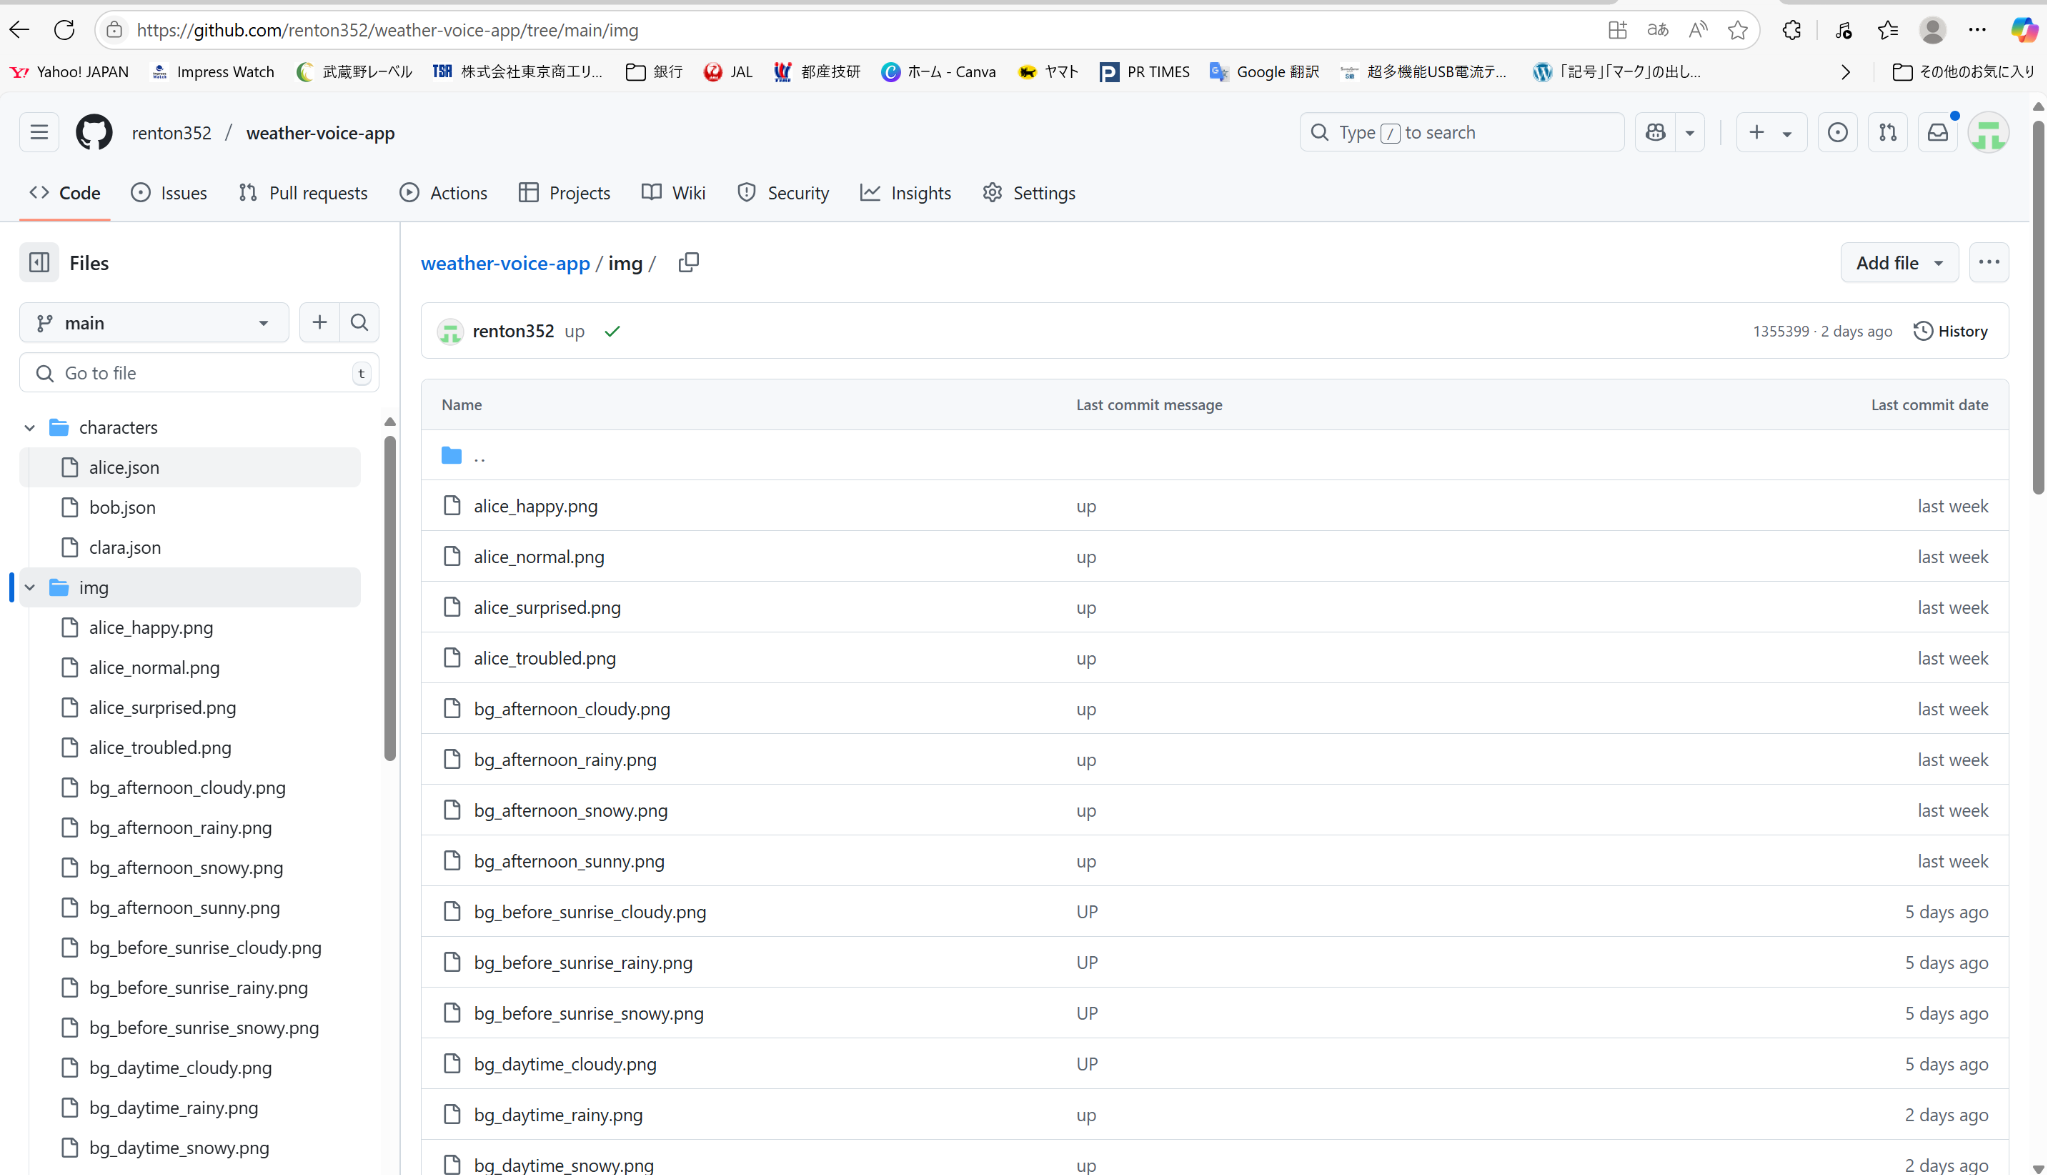 https://github.com/renton352/weather-voice-app/tree/main/img
Yahoo! JAPAN
Impress Watch
武蔵野レーベル
TSR 株式会社東京商工リ...
銀行
JAL
都産技研
ホーム - Canva
ヤマト
PR TIMES
Google 翻訳
超多機能USB電流テ...
「記号」「マーク」の出し...
その他のお気に入り
renton352 / weather-voice-app
Type / to search
Code
Issues
Pull requests
Actions
Projects
Wiki
Security
Insights
Settings
Files
main
Go to file
t
characters
alice.json
bob.json
clara.json
img
alice_happy.png
alice_normal.png
alice_surprised.png
alice_troubled.png
bg_afternoon_cloudy.png
bg_afternoon_rainy.png
bg_afternoon_snowy.png
bg_afternoon_sunny.png
bg_before_sunrise_cloudy.png
bg_before_sunrise_rainy.png
bg_before_sunrise_snowy.png
bg_daytime_cloudy.png
bg_daytime_rainy.png
bg_daytime_snowy.png
weather-voice-app / img /
Add file
renton352 up
1355399 · 2 days ago
History
Name Last commit message Last commit date
..
alice_happy.png up last week
alice_normal.png up last week
alice_surprised.png up last week
alice_troubled.png up last week
bg_afternoon_cloudy.png up last week
bg_afternoon_rainy.png up last week
bg_afternoon_snowy.png up last week
bg_afternoon_sunny.png up last week
bg_before_sunrise_cloudy.png UP 5 days ago
bg_before_sunrise_rainy.png UP 5 days ago
bg_before_sunrise_snowy.png UP 5 days ago
bg_daytime_cloudy.png UP 5 days ago
bg_daytime_rainy.png up 2 days ago
bg_daytime_snowy.png up 2 days ago